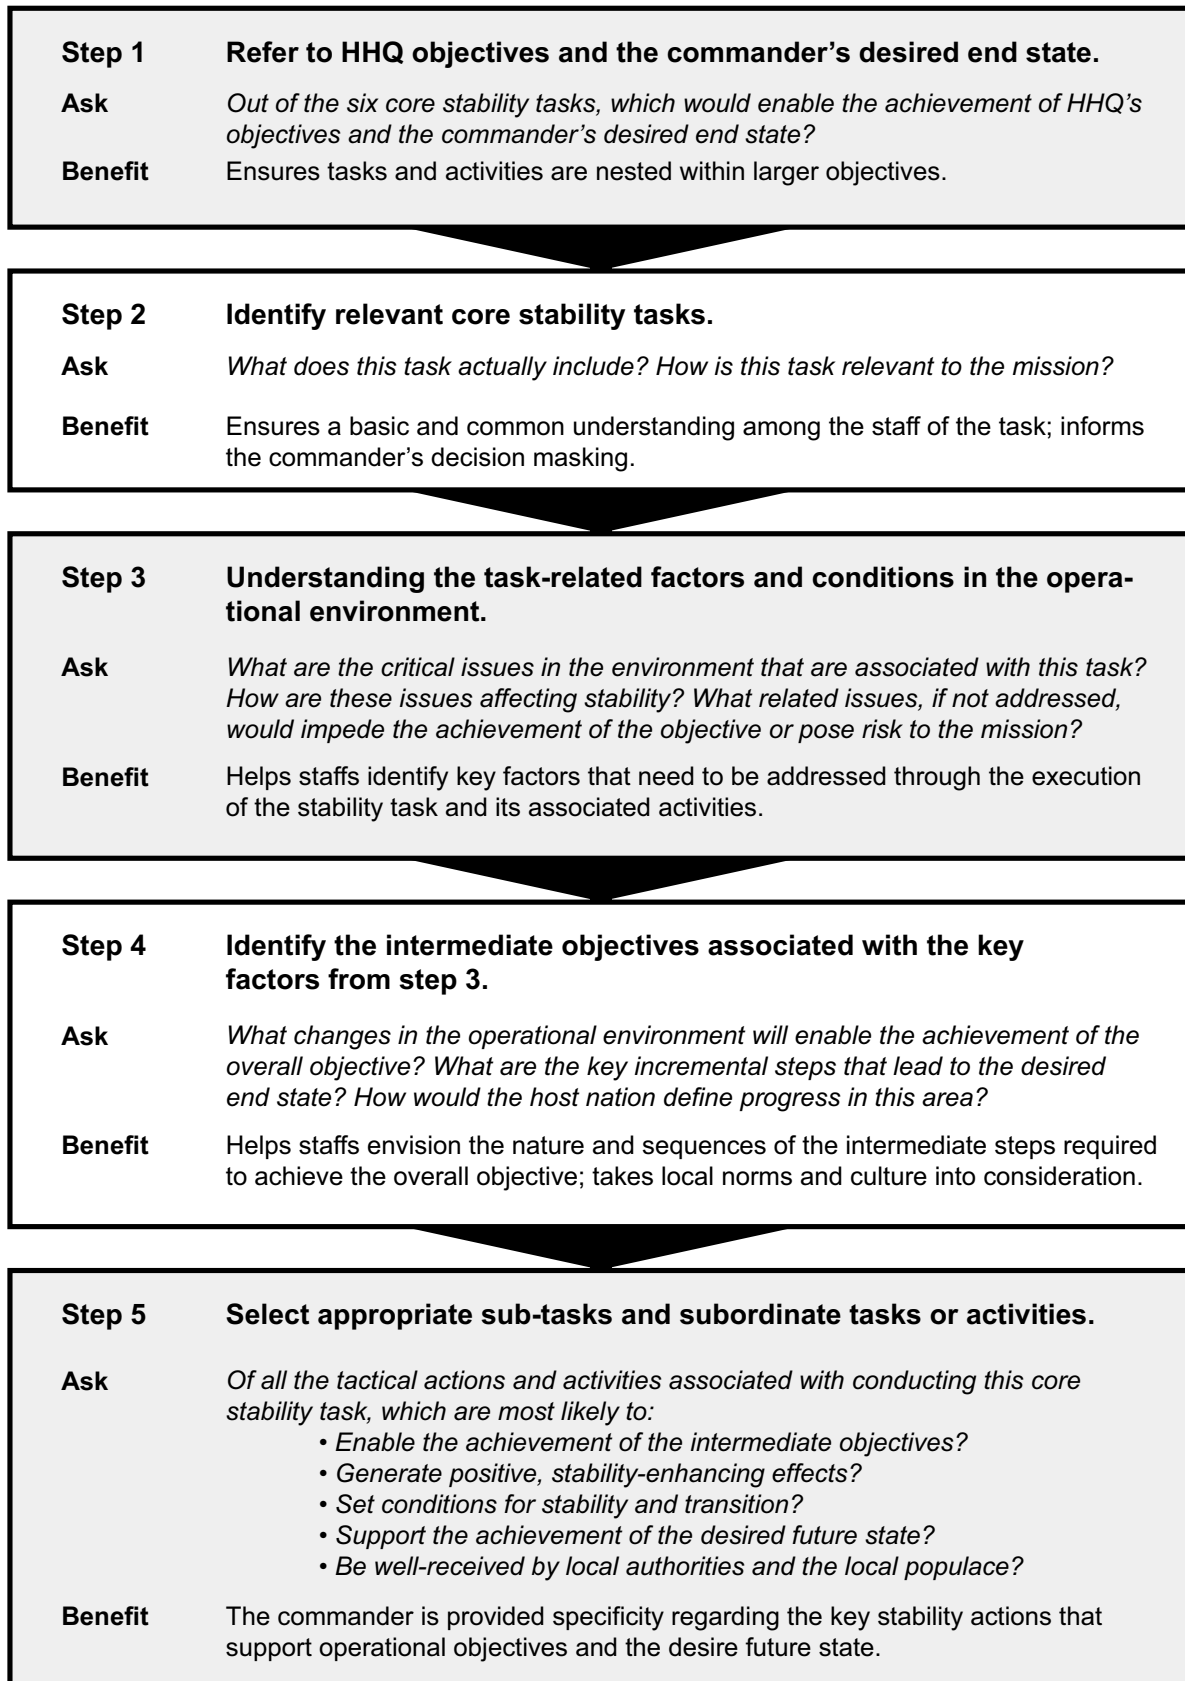 Step 1 Refer to HHQ objectives and the commander’s desired end state.
Ask Out of the six core stability tasks, which would enable the achievement of HHQ’s
objectives and the commander’s desired end state?
Benefit Ensures tasks and activities are nested within larger objectives.
Step 2 Identify relevant core stability tasks.
Ask What does this task actually include? How is this task relevant to the mission?
Benefit Ensures a basic and common understanding among the staff of the task; informs
the commander’s decision masking.
Step 3 Understanding the task-related factors and conditions in the opera-
tional environment.
Ask What are the critical issues in the environment that are associated with this task?
How are these issues affecting stability? What related issues, if not addressed,
would impede the achievement of the objective or pose risk to the mission?
Benefit Helps staffs identify key factors that need to be addressed through the execution
of the stability task and its associated activities.
Step 4 Identify the intermediate objectives associated with the key
factors from step 3.
Ask What changes in the operational environment will enable the achievement of the
overall objective? What are the key incremental steps that lead to the desired
end state? How would the host nation define progress in this area?
Benefit Helps staffs envision the nature and sequences of the intermediate steps required
to achieve the overall objective; takes local norms and culture into consideration.
Step 5 Select appropriate sub-tasks and subordinate tasks or activities.
Ask Of all the tactical actions and activities associated with conducting this core
stability task, which are most likely to:
• Enable the achievement of the intermediate objectives?
• Generate positive, stability-enhancing effects?
• Set conditions for stability and transition?
• Support the achievement of the desired future state?
• Be well-received by local authorities and the local populace?
Benefit The commander is provided specificity regarding the key stability actions that
support operational objectives and the desire future state.